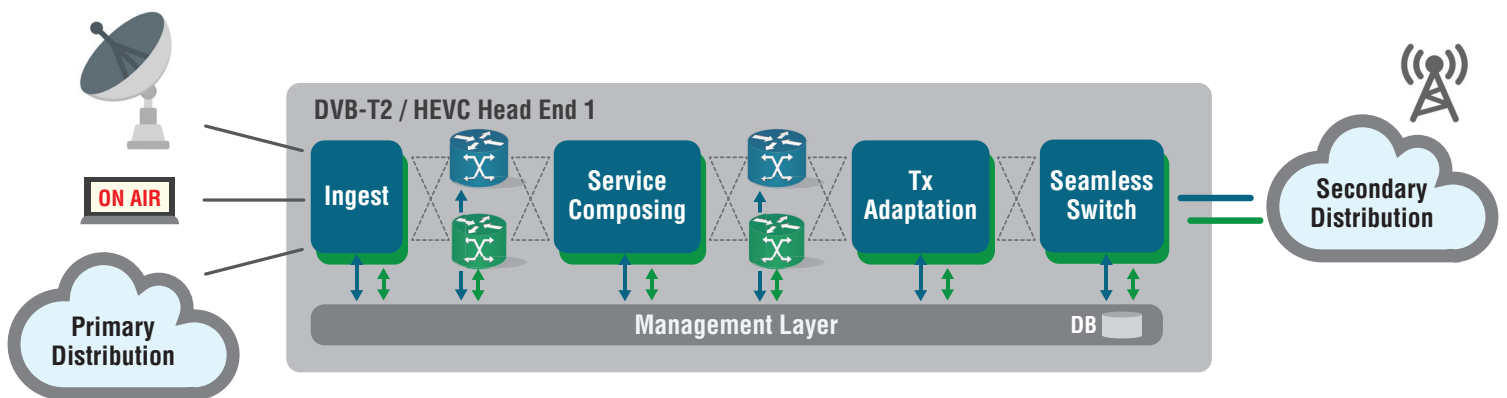 DVB-T2 / HEVC Head End 1
ON AIR
Primary
Distribution
Ingest
Service
Composing
Tx
Adaptation
Seamless
Switch
Secondary
Distribution
Management Layer
DB